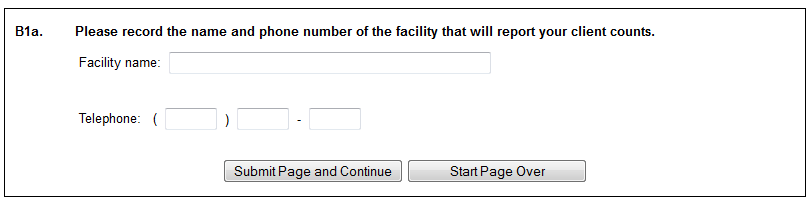 B1a. Please record the name and phone number of the facility that will report your client counts.
Facility name:
Telephone: ( ) -
Submit Page and Continue Start Page Over